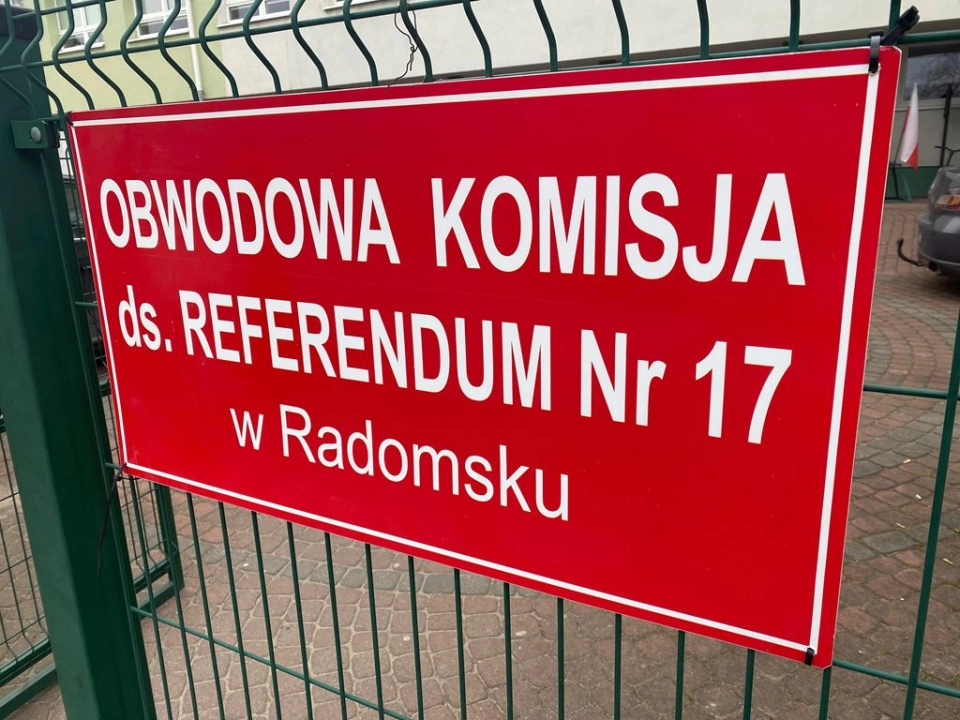 OBWODOWA KOMISJA
ds. REFERENDUM Nr 17
w Radomsku